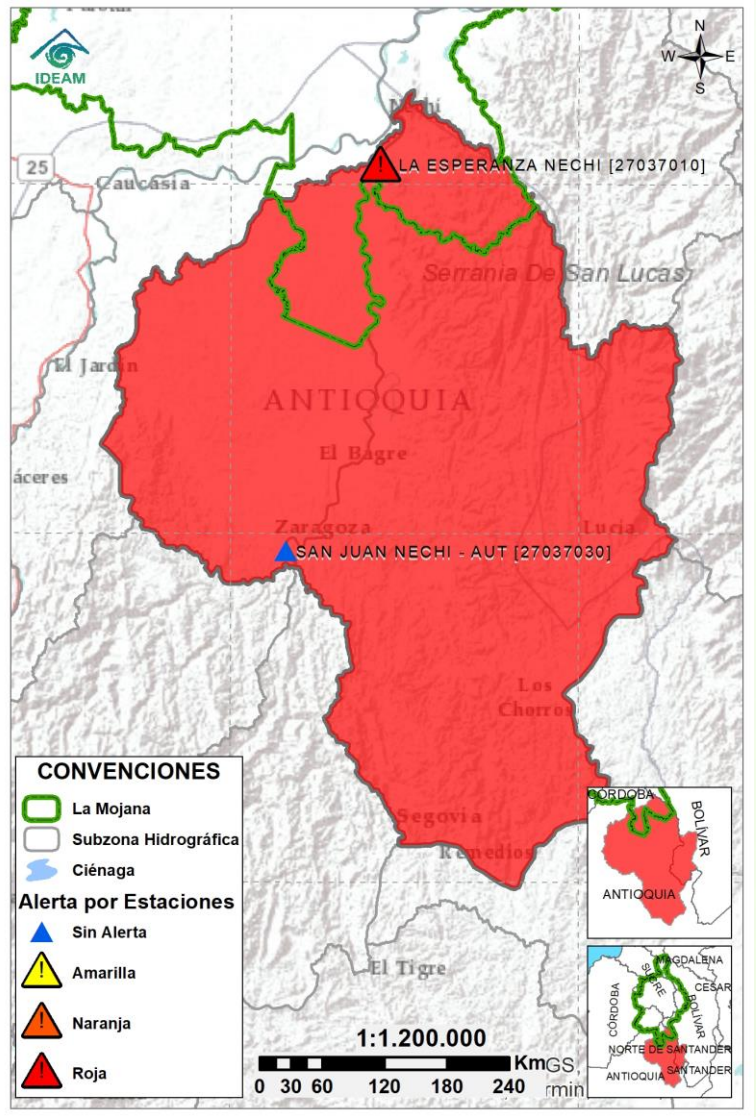 IDEAM
N
W E
S
25
Caucasia
LA ESPERANZA NECHI [27037010]
Serranía De San Lucas
El Jardín
ANTIOQUIA
El Bagre
áceres
Zaragoza
Lucía
SAN JUAN NECHI - AUT [27037030]
Los
Chorros
Segovia
Remedios
El Tigre
CONVENCIONES
La Mojana
Subzona Hidrográfica
Ciénaga
Alerta por Estaciones
Sin Alerta
Amarilla
Naranja
Roja
1:1.200.000
Km
0 30 60 120 180 240
GS,
rmin
CÓRDOBA
BOLÍVAR
ANTIOQUIA
MAGDALENA
SUCRE
CESAR
CÓRDOBA
BOLÍVAR
NORTE DE SANTANDER
ANTIOQUIA
SANTANDER